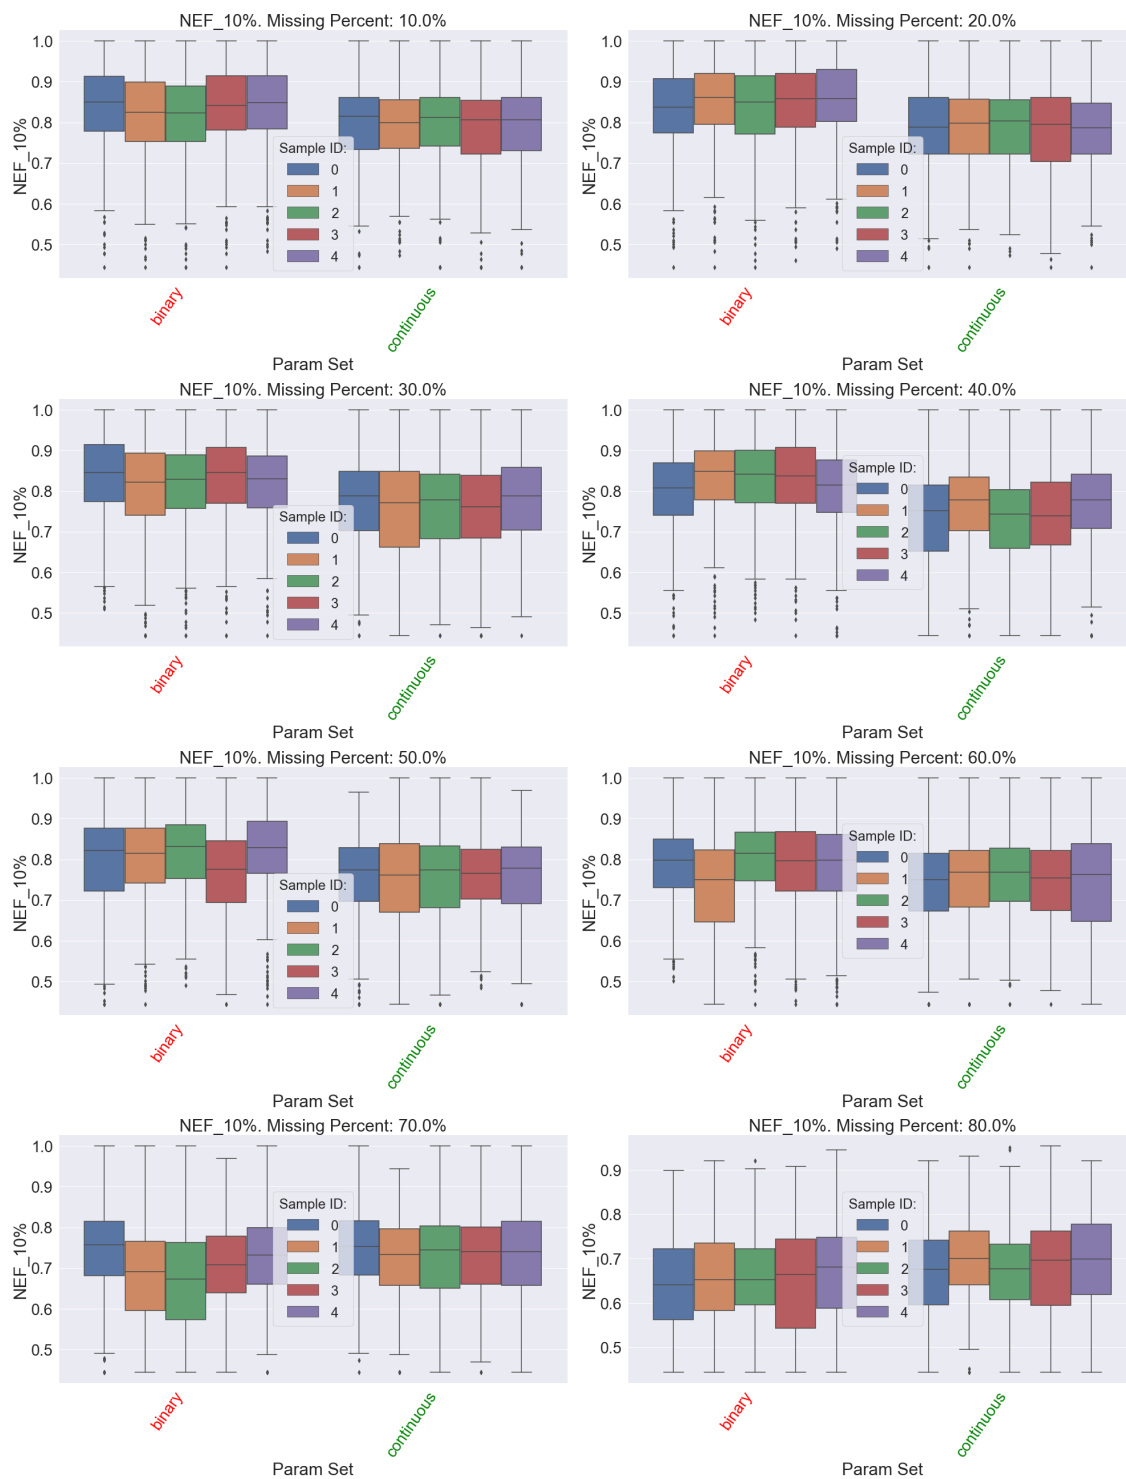 NEF_10%. Missing Percent: 10.0%
NEF_10%
1.0
0.9
0.8
0.7
0.6
0.5
Sample ID:
0
1
2
3
4
binary
continuous
Param Set
NEF_10%. Missing Percent: 20.0%
NEF_10%
1.0
0.9
0.8
0.7
0.6
0.5
Sample ID:
0
1
2
3
4
binary
continuous
Param Set
NEF_10%. Missing Percent: 30.0%
NEF_10%
1.0
0.9
0.8
0.7
0.6
0.5
Sample ID:
0
1
2
3
4
binary
continuous
Param Set
NEF_10%. Missing Percent: 40.0%
NEF_10%
1.0
0.9
0.8
0.7
0.6
0.5
Sample ID:
0
1
2
3
4
binary
continuous
Param Set
NEF_10%. Missing Percent: 50.0%
NEF_10%
1.0
0.9
0.8
0.7
0.6
0.5
Sample ID:
0
1
2
3
4
binary
continuous
Param Set
NEF_10%. Missing Percent: 60.0%
NEF_10%
1.0
0.9
0.8
0.7
0.6
0.5
Sample ID:
0
1
2
3
4
binary
continuous
Param Set
NEF_10%. Missing Percent: 70.0%
NEF_10%
1.0
0.9
0.8
0.7
0.6
0.5
Sample ID:
0
1
2
3
4
binary
continuous
Param Set
NEF_10%. Missing Percent: 80.0%
NEF_10%
0.9
0.8
0.7
0.6
0.5
Sample ID:
0
1
2
3
4
binary
continuous
Param Set